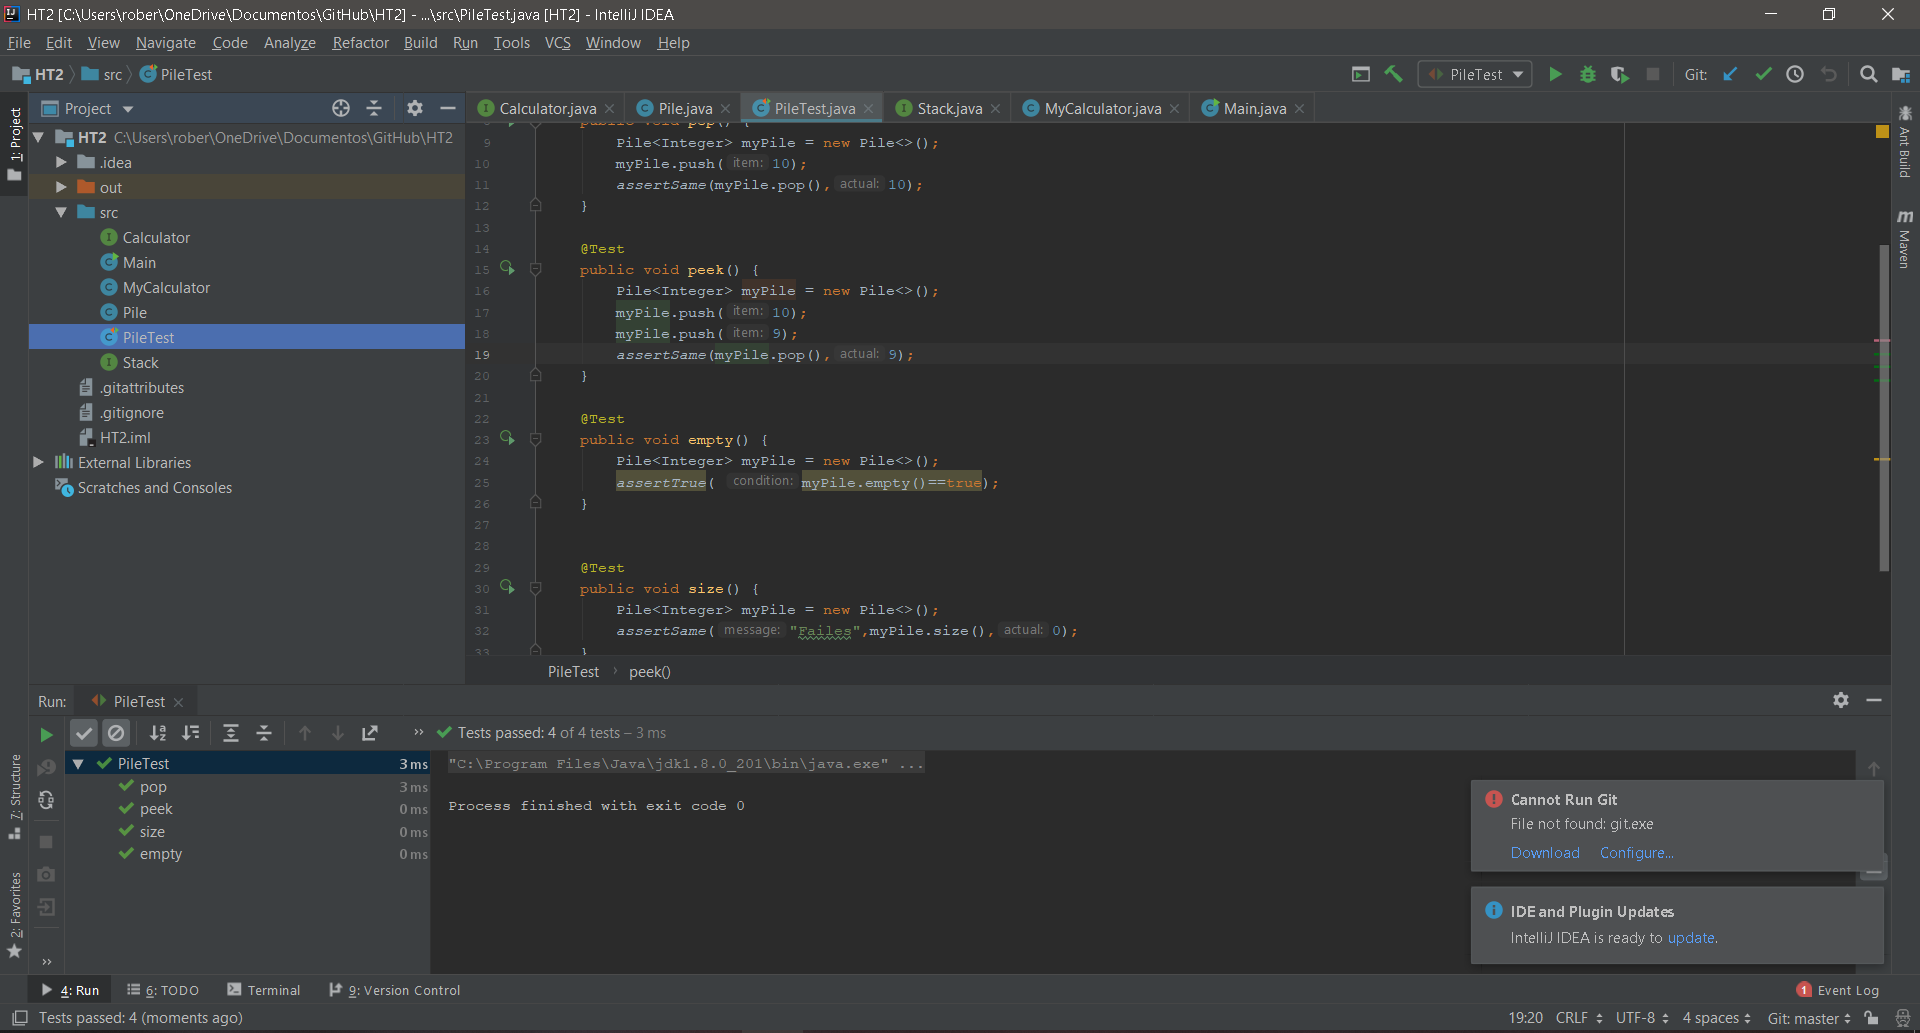 HT2 [C:\Users\rober\OneDrive\Documentos\GitHub\HT2] - ...\src\PileTest.java [HT2] - IntelliJ IDEA
File Edit View Navigate Code Analyze Refactor Build Run Tools VCS Window Help
HT2 src PileTest
PileTest Git:
Project
Calculator.java Pile.java PileTest.java Stack.java MyCalculator.java Main.java
1: Project
HT2 C:\Users\rober\OneDrive\Documentos\GitHub\HT2
.idea
out
src
Calculator
Main
MyCalculator
Pile
PileTest
Stack
.gitattributes
.gitignore
HT2.iml
External Libraries
Scratches and Consoles
8 public void pop() {
9 Pile<Integer> myPile = new Pile<>();
10 myPile.push( item: 10);
11 assertSame(myPile.pop(), actual: 10);
12 }
13
14 @Test
15 public void peek() {
16 Pile<Integer> myPile = new Pile<>();
17 myPile.push( item: 10);
18 myPile.push( item: 9);
19 assertSame(myPile.pop(), actual: 9);
20 }
21
22 @Test
23 public void empty() {
24 Pile<Integer> myPile = new Pile<>();
25 assertTrue( condition: myPile.empty()==true);
26 }
27
28
29 @Test
30 public void size() {
31 Pile<Integer> myPile = new Pile<>();
32 assertSame( message: "Failes",myPile.size(), actual: 0);
33 }
PileTest peek()
Ant Build
Maven
Run: PileTest
Tests passed: 4 of 4 tests – 3 ms
PileTest 3 ms
pop 3 ms
peek 0 ms
size 0 ms
empty 0 ms
"C:\Program Files\Java\jdk1.8.0_201\bin\java.exe" ...
Process finished with exit code 0
7: Structure
2: Favorites
Cannot Run Git
File not found: git.exe
Download Configure...
IDE and Plugin Updates
IntelliJ IDEA is ready to update.
4: Run 6: TODO Terminal 9: Version Control
1 Event Log
Tests passed: 4 (moments ago)
19:20 CRLF UTF-8 4 spaces Git: master